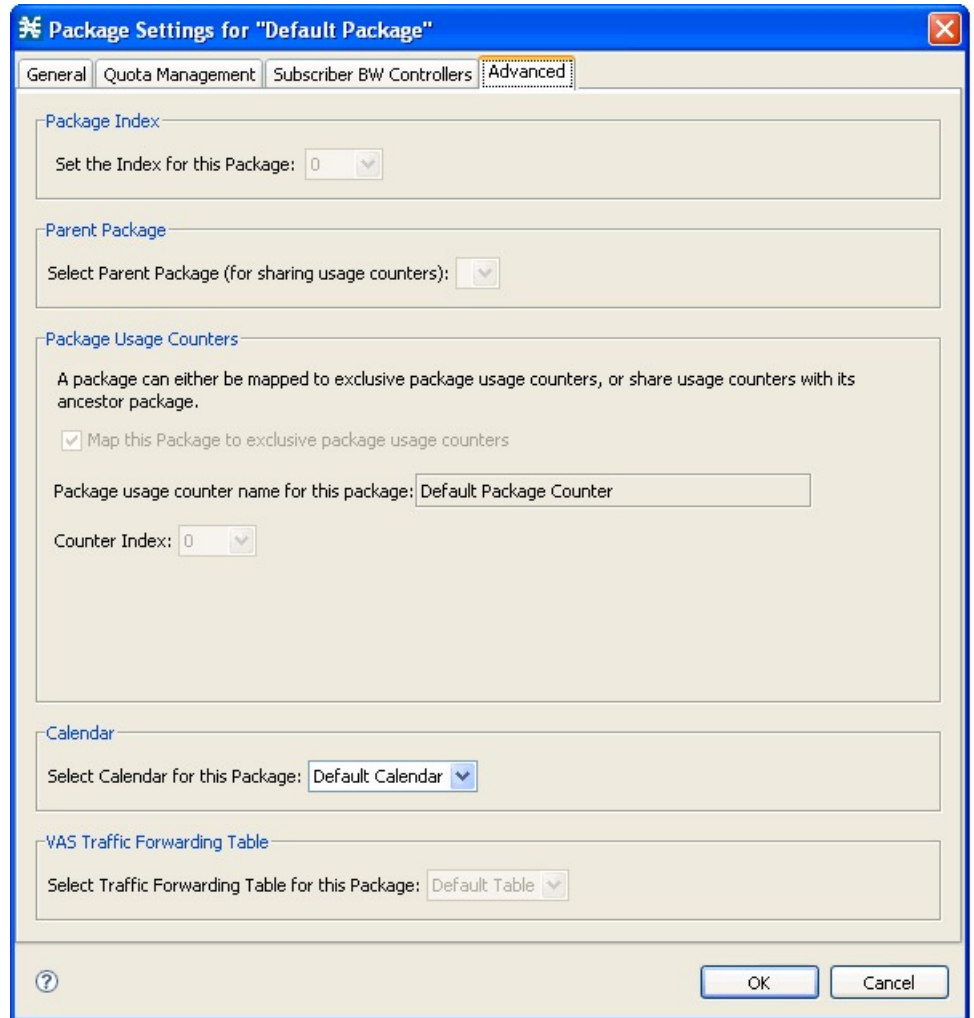 Package Settings for "Default Package"
General
Quota Management
Subscriber BW Controllers
Advanced
Package Index
Set the Index for this Package: 0
Parent Package
Select Parent Package (for sharing usage counters):
Package Usage Counters
A package can either be mapped to exclusive package usage counters, or share usage counters with its
ancestor package.
Map this Package to exclusive package usage counters
Package usage counter name for this package: Default Package Counter
Counter Index: 0
Calendar
Select Calendar for this Package: Default Calendar
VAS Traffic Forwarding Table
Select Traffic Forwarding Table for this Package: Default Table
?
OK
Cancel